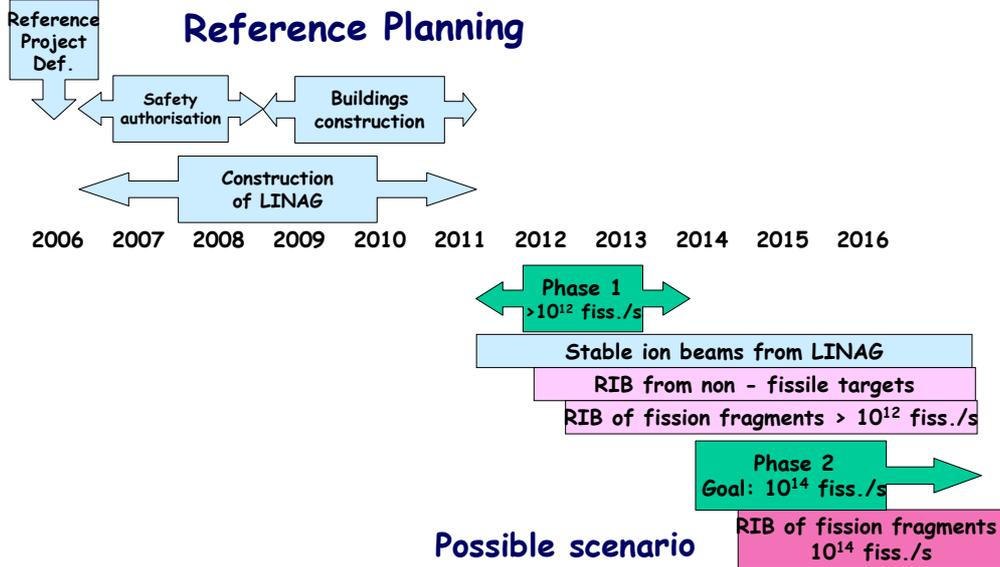 Reference
Project
Def.
Reference Planning
Safety
authorisation
Buildings
construction
Construction
of LINAG
2006 2007 2008 2009 2010 2011 2012 2013 2014 2015 2016
Phase 1
>10¹² fiss./s
Stable ion beams from LINAG
RIB from non - fissile targets
RIB of fission fragments > 10¹² fiss./s
Phase 2
Goal: 10¹⁴ fiss./s
RIB of fission fragments
10¹⁴ fiss./s
Possible scenario